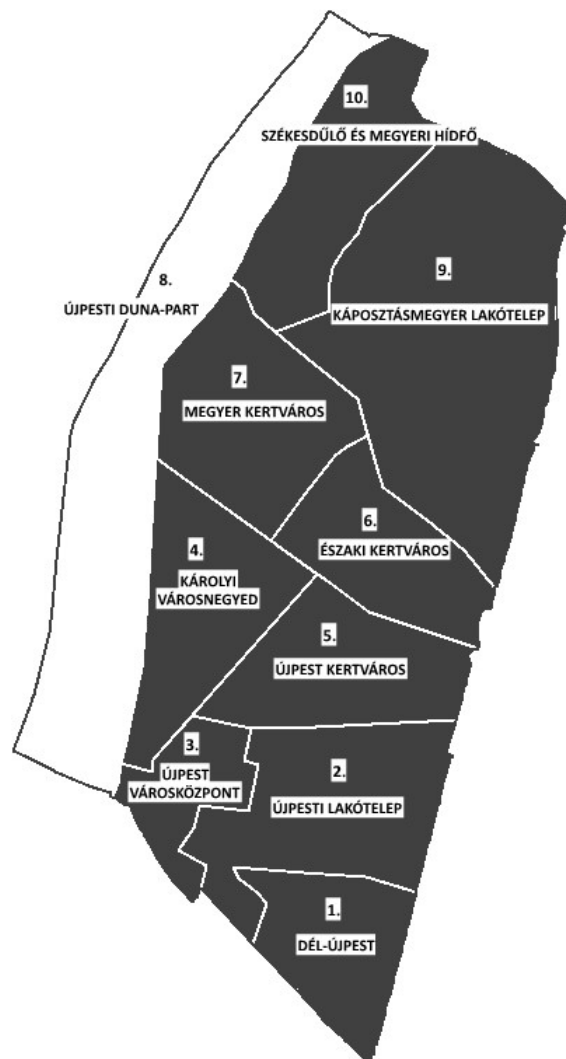 10.
SZÉKESDŰLŐ ÉS MEGYERI HÍDFŐ
9.
KÁPOSZTÁSMEGYER LAKÓTELEP
8.
ÚJPESTI DUNA-PART
7.
MEGYER KERTVÁROS
6.
ÉSZAKI KERTVÁROS
4.
KÁROLYI
VÁROSNEGYED
5.
ÚJPEST KERTVÁROS
3.
ÚJPEST
VÁROSKÖZPONT
2.
ÚJPESTI LAKÓTELEP
1.
DÉL-ÚJPEST